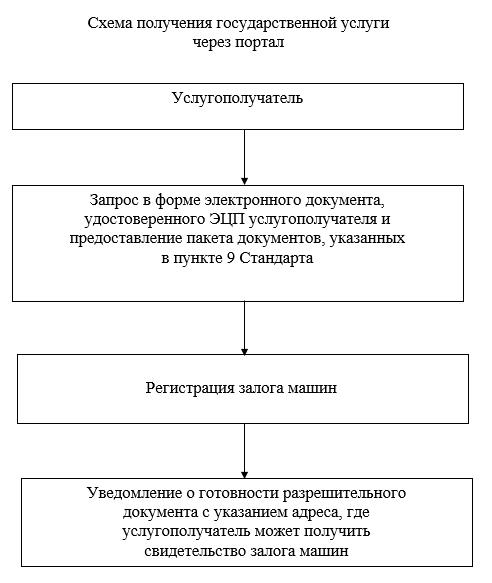 Схема получения государственной услуги
через портал
Услугополучатель
Запрос в форме электронного документа,
удостоверенного ЭЦП услугополучателя и
предоставление пакета документов, указанных
в пункте 9 Стандарта
Регистрация залога машин
Уведомление о готовности разрешительного
документа с указанием адреса, где
услугополучатель может получить
свидетельство залога машин